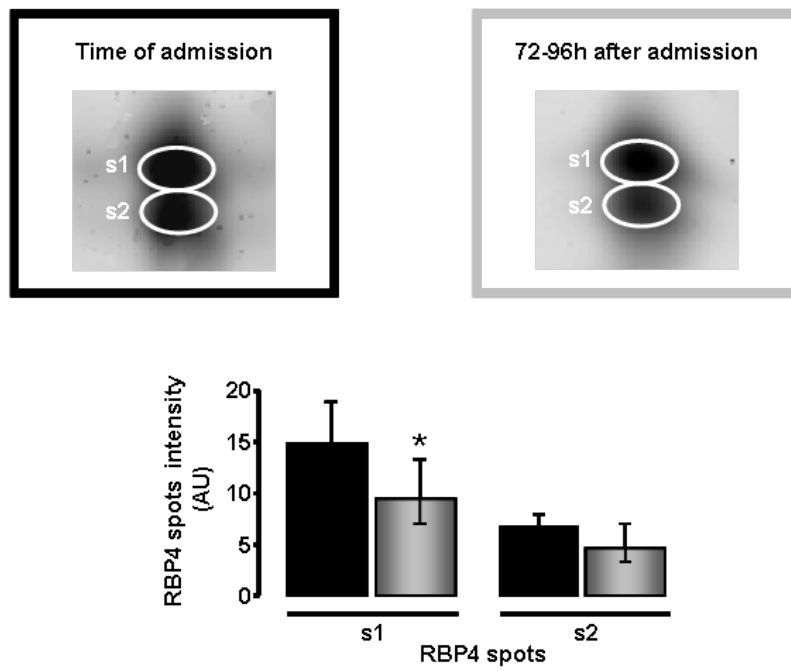 Time of admission
72-96h after admission
s1
s2
s1
s2
RBP4 spots intensity
(AU)
20
15
10
5
0
*
s1
s2
RBP4 spots